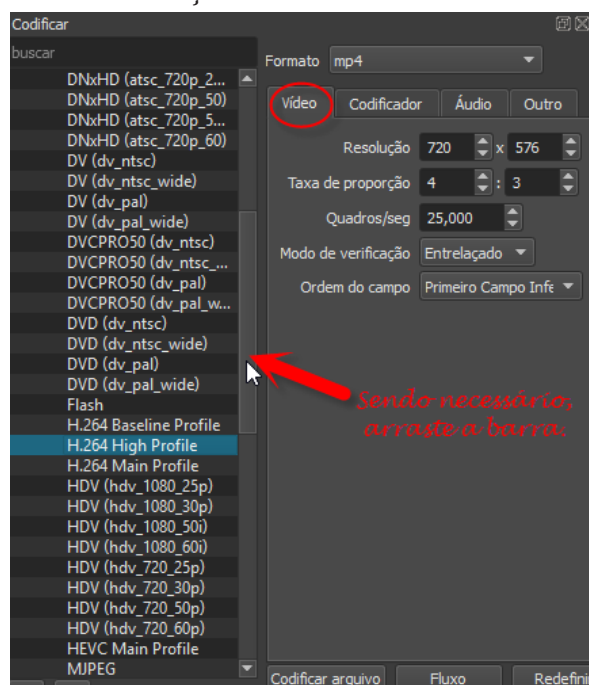 Codificar
buscar
DNxHD (atsc_720p_2...
DNxHD (atsc_720p_50)
DNxHD (atsc_720p_5...
DNxHD (atsc_720p_60)
DV (dv_ntsc)
DV (dv_ntsc_wide)
DV (dv_pal)
DV (dv_pal_wide)
DVCPRO50 (dv_ntsc)
DVCPRO50 (dv_ntsc_...
DVCPRO50 (dv_pal)
DVCPRO50 (dv_pal_w...
DVD (dv_ntsc)
DVD (dv_ntsc_wide)
DVD (dv_pal)
DVD (dv_pal_wide)
Flash
H.264 Baseline Profile
H.264 High Profile
H.264 Main Profile
HDV (hdv_1080_25p)
HDV (hdv_1080_30p)
HDV (hdv_1080_50i)
HDV (hdv_1080_60i)
HDV (hdv_720_25p)
HDV (hdv_720_30p)
HDV (hdv_720_50p)
HDV (hdv_720_60p)
HEVC Main Profile
MJPEG
Formato mp4
Vídeo Codificador Áudio Outro
Resolução 720 x 576
Taxa de proporção 4 : 3
Quadros/seg 25,000
Modo de verificação Entrelaçado
Ordem do campo Primeiro Campo Infe
Sendo necessário,
arraste a barra.
Codificar arquivo Fluxo Redefini